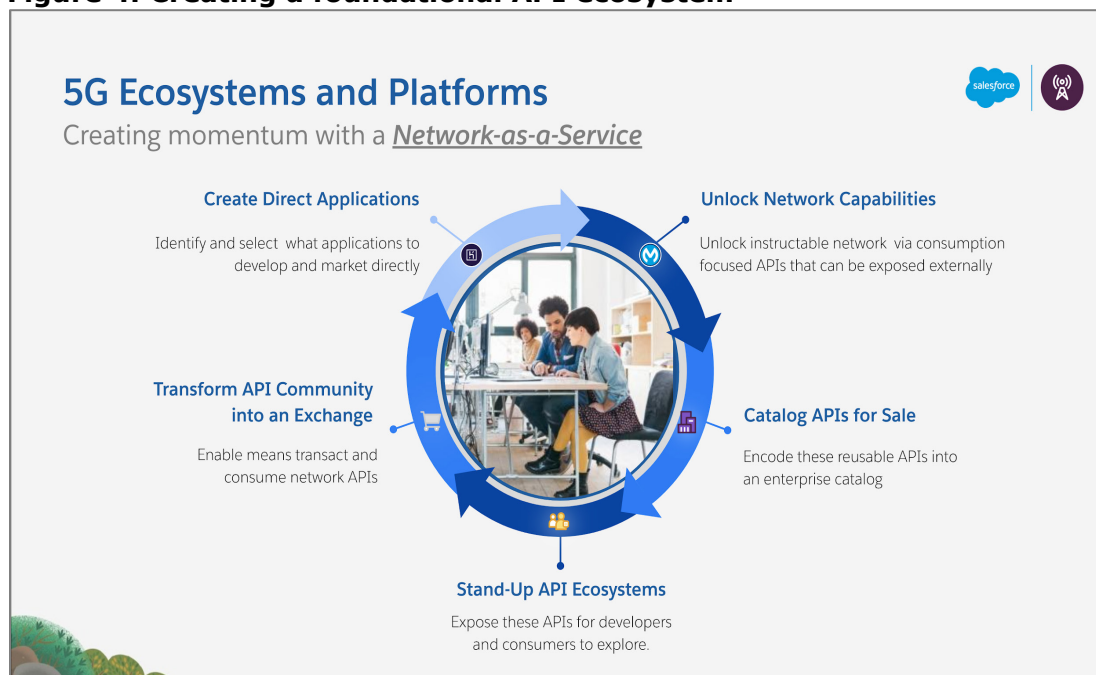 Figure 4: Creating a foundational API ecosystem
5G Ecosystems and Platforms
Creating momentum with a Network-as-a-Service
salesforce
Create Direct Applications
Identify and select what applications to
develop and market directly
Unlock Network Capabilities
Unlock instructable network via consumption
focused APIs that can be exposed externally
Transform API Community
into an Exchange
Enable means transact and
consume network APIs
Catalog APIs for Sale
Encode these reusable APIs into
an enterprise catalog
Stand-Up API Ecosystems
Expose these APIs for developers
and consumers to explore.